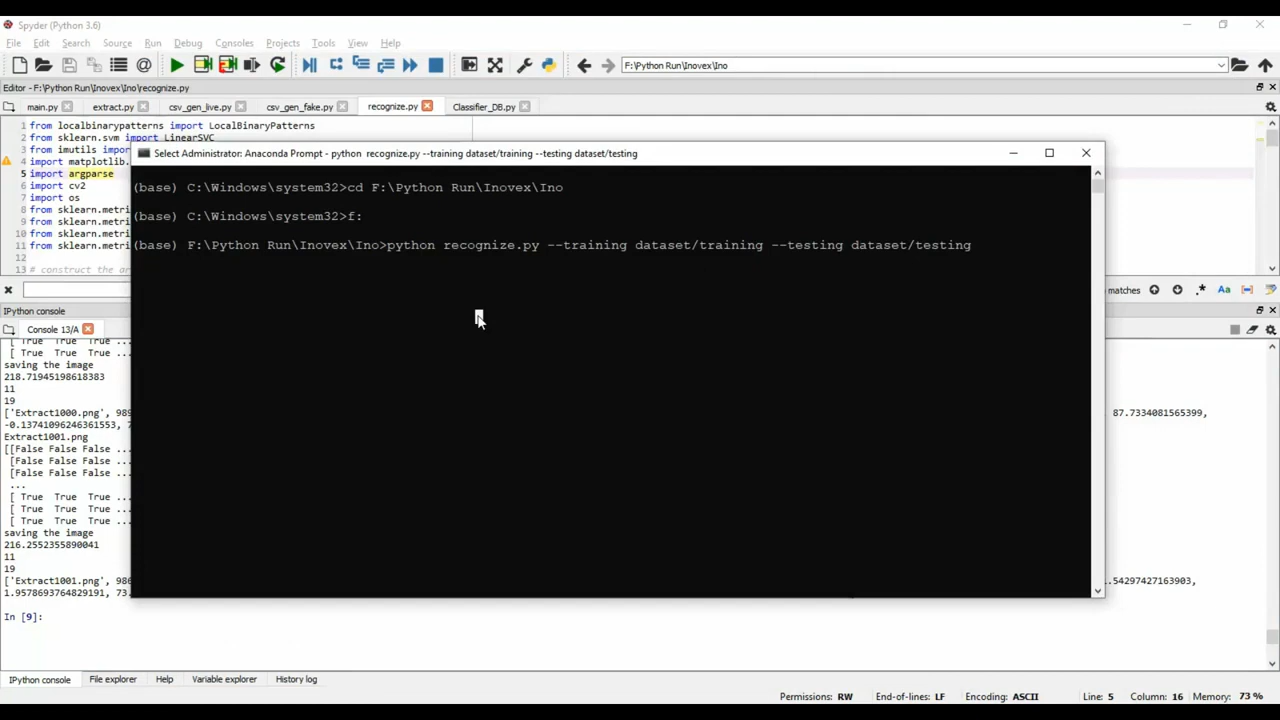 Spyder (Python 3.6)
File Edit Search Source Run Debug Consoles Projects Tools View Help
F:\Python Run\Inovex\Ino
Editor - F:\Python Run\Inovex\Ino\recognize.py
main.py extract.py csv_gen_live.py csv_gen_fake.py recognize.py Classifier_DB.py
1 from localbinarypatterns import LocalBinaryPatterns
2 from sklearn.svm import LinearSVC
3 from imutils import
4 import matplotlib.
5 import argparse
6 import cv2
7 import os
8 from sklearn.metri
9 from sklearn.metri
10 from sklearn.metri
11 from sklearn.metri
12
13 # construct the ar
Select Administrator: Anaconda Prompt - python recognize.py --training dataset/training --testing dataset/testing
(base) C:\Windows\system32>cd F:\Python Run\Inovex\Ino
(base) C:\Windows\system32>f:
(base) F:\Python Run\Inovex\Ino>python recognize.py --training dataset/training --testing dataset/testing
matches Aa
IPython console
Console 13/A
[ True True True ...
[ True True True ...
saving the image
218.71945198618383
11
19
['Extract1000.png', 989 87.7334081565399,
-0.13741096246361553, 7
Extract1001.png
[[False False False ...
[False False False ...
[False False False ...
...
[ True True True ...
[ True True True ...
[ True True True ...
saving the image
216.2552355890041
11
19
['Extract1001.png', 986 .54297427163903,
1.9578693764829191, 73.
In [9]:
IPython console File explorer Help Variable explorer History log
Permissions: RW End-of-lines: LF Encoding: ASCII Line: 5 Column: 16 Memory: 73 %